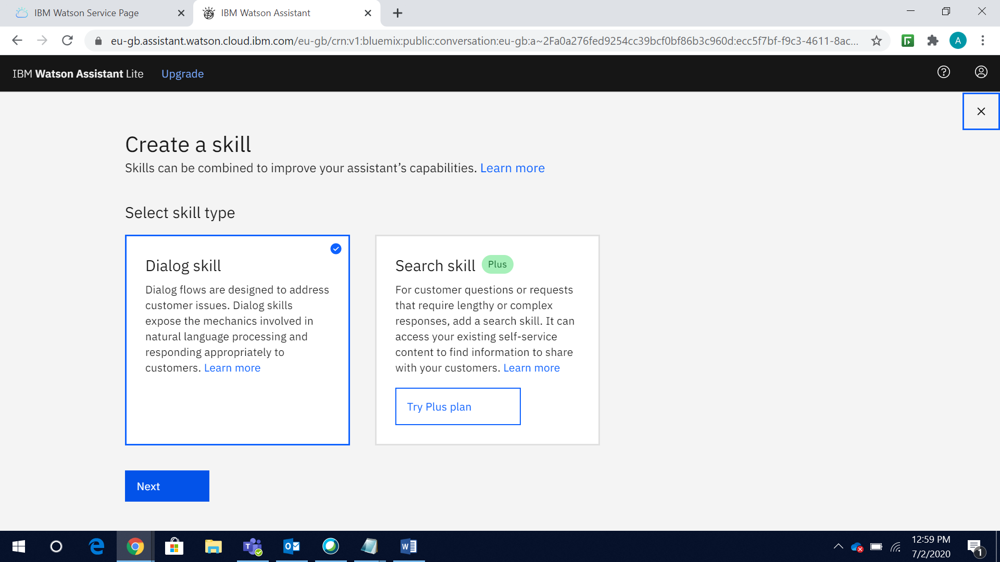 IBM Watson Service Page
IBM Watson Assistant
eu-gb.assistant.watson.cloud.ibm.com/eu-gb/crn:v1:bluemix:public:conversation:eu-gb:a~2Fa0a276fed9254cc39bcf0bf86b3c960d:ecc5f7bf-f9c3-4611-8ac...
A
IBM Watson Assistant Lite
Upgrade
Create a skill
Skills can be combined to improve your assistant’s capabilities. Learn more
Select skill type
Dialog skill
Dialog flows are designed to address
customer issues. Dialog skills
expose the mechanics involved in
natural language processing and
responding appropriately to
customers. Learn more
Search skill Plus
For customer questions or requests
that require lengthy or complex
responses, add a search skill. It can
access your existing self-service
content to find information to share
with your customers. Learn more
Try Plus plan
Next
12:59 PM
7/2/2020
1